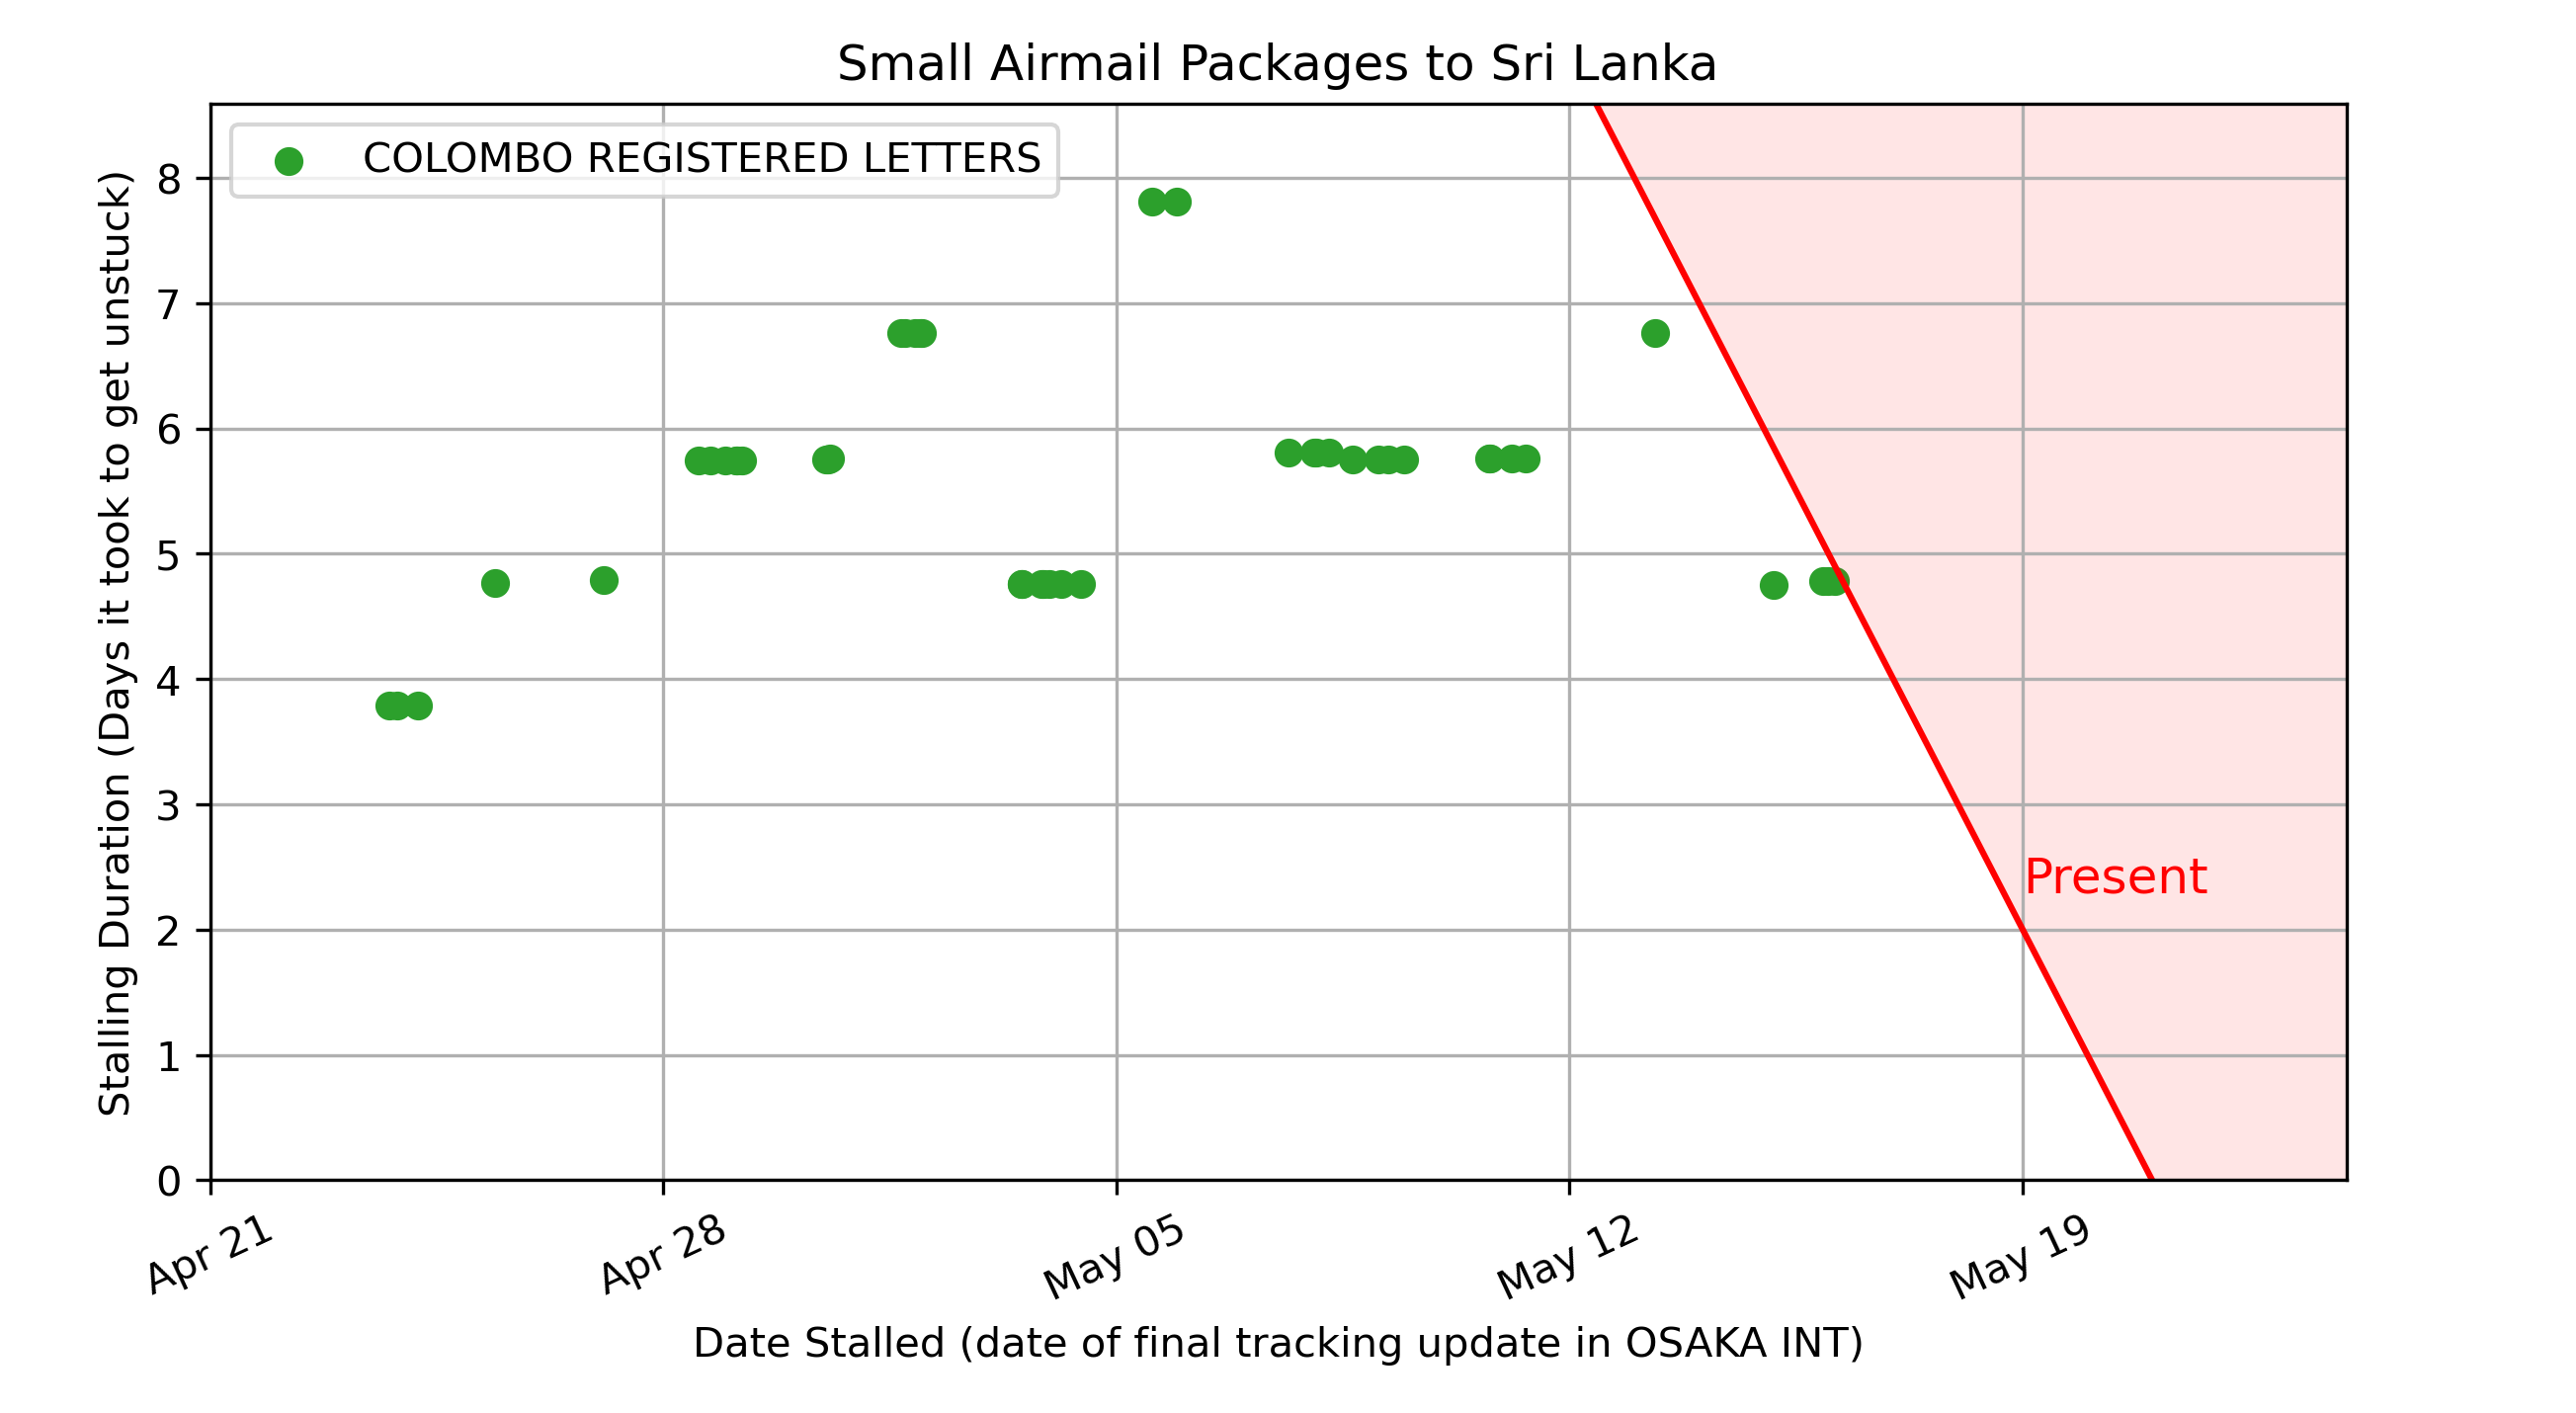 Small Airmail Packages to Sri Lanka
COLOMBO REGISTERED LETTERS
Stalling Duration (Days it took to get unstuck)
8
7
6
5
4
3
2
1
0
Present
Apr 21
Apr 28
May 05
May 12
May 19
Date Stalled (date of final tracking update in OSAKA INT)